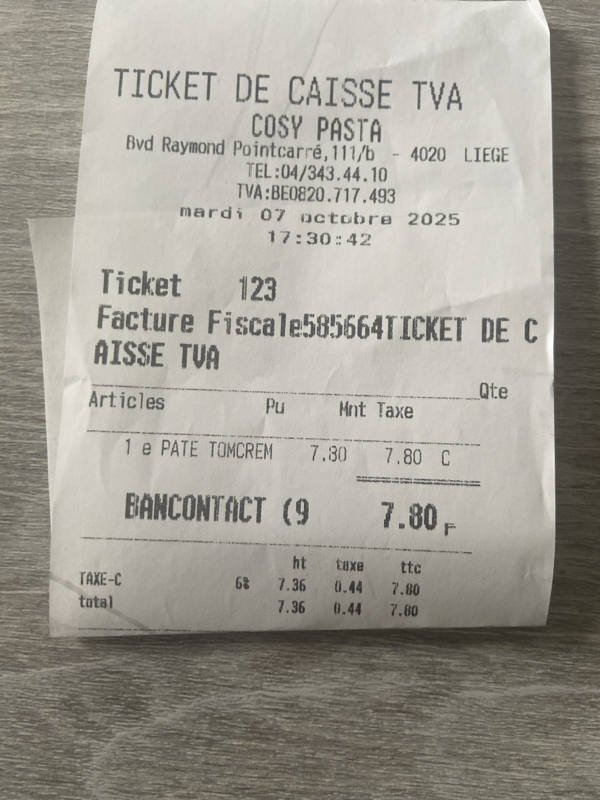 TICKET DE CAISSE TVA
COSY PASTA
Bvd Raymond Pointcarré,111/b - 4020 LIEGE
TEL:04/343.44.10
TVA:BE0820.717.493
mardi 07 octobre 2025
17:30:42
Ticket 123
Facture Fiscale585664TICKET DE C
AISSE TVA
Qte
Articles Pu Mnt Taxe
1 e PATE TOMCREM 7.80 7.80 C
BANCONTACT (9 7.80 F
ht taxe ttc
TAXE-C 6% 7.36 0.44 7.80
total 7.36 0.44 7.80